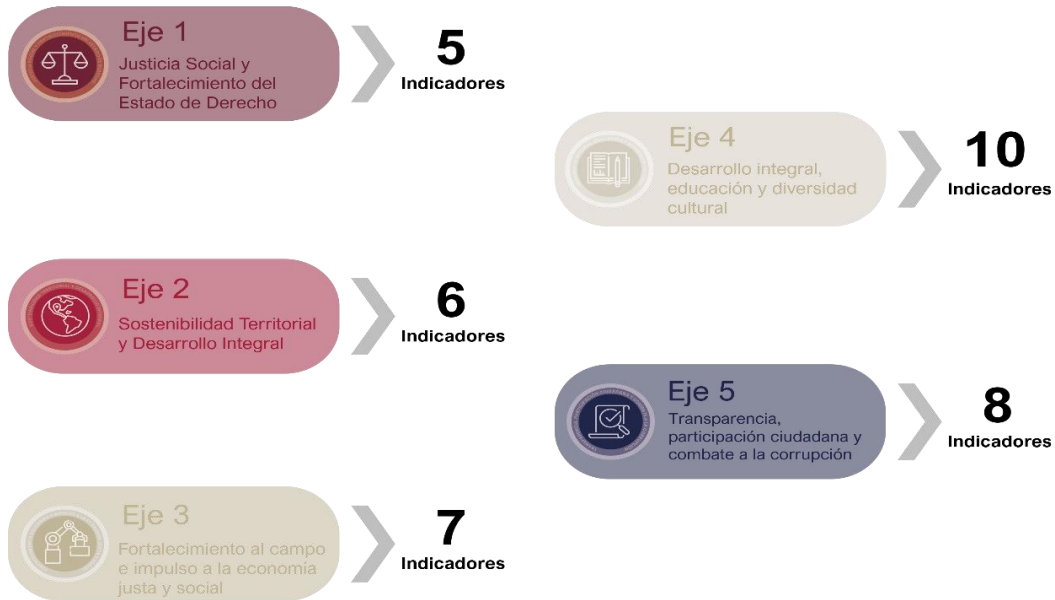 Eje 1
Justicia Social y
Fortalecimiento del
Estado de Derecho
5
Indicadores
Eje 2
Sostenibilidad Territorial
y Desarrollo Integral
6
Indicadores
Eje 3
Fortalecimiento al campo
e impulso a la economía
justa y social
7
Indicadores
Eje 4
Desarrollo integral,
educación y diversidad
cultural
10
Indicadores
Eje 5
Transparencia,
participación ciudadana y
combate a la corrupción
8
Indicadores